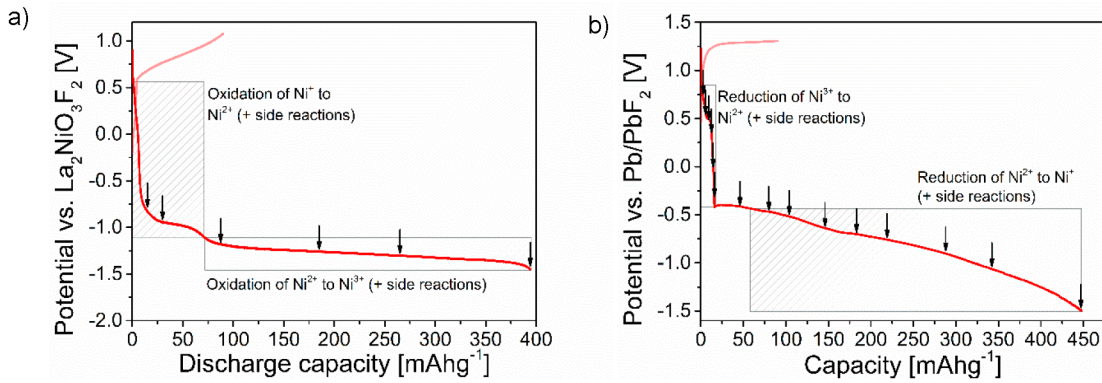 a)
Potential vs. La₂NiO₃F₂ [V]
1.0
0.5
0.0
-0.5
-1.0
-1.5
-2.0
Oxidation of Ni⁺ to
Ni²⁺ (+ side reactions)
Oxidation of Ni²⁺ to Ni³⁺ (+ side reactions)
0 50 100 150 200 250 300 350 400
Discharge capacity [mAhg⁻¹]
b)
Potential vs. Pb/PbF₂ [V]
1.5
1.0
0.5
0.0
-0.5
-1.0
-1.5
Reduction of Ni³⁺ to
Ni²⁺ (+ side reactions)
Reduction of Ni²⁺ to Ni⁺
(+ side reactions)
0 50 100 150 200 250 300 350 400 450
Capacity [mAhg⁻¹]